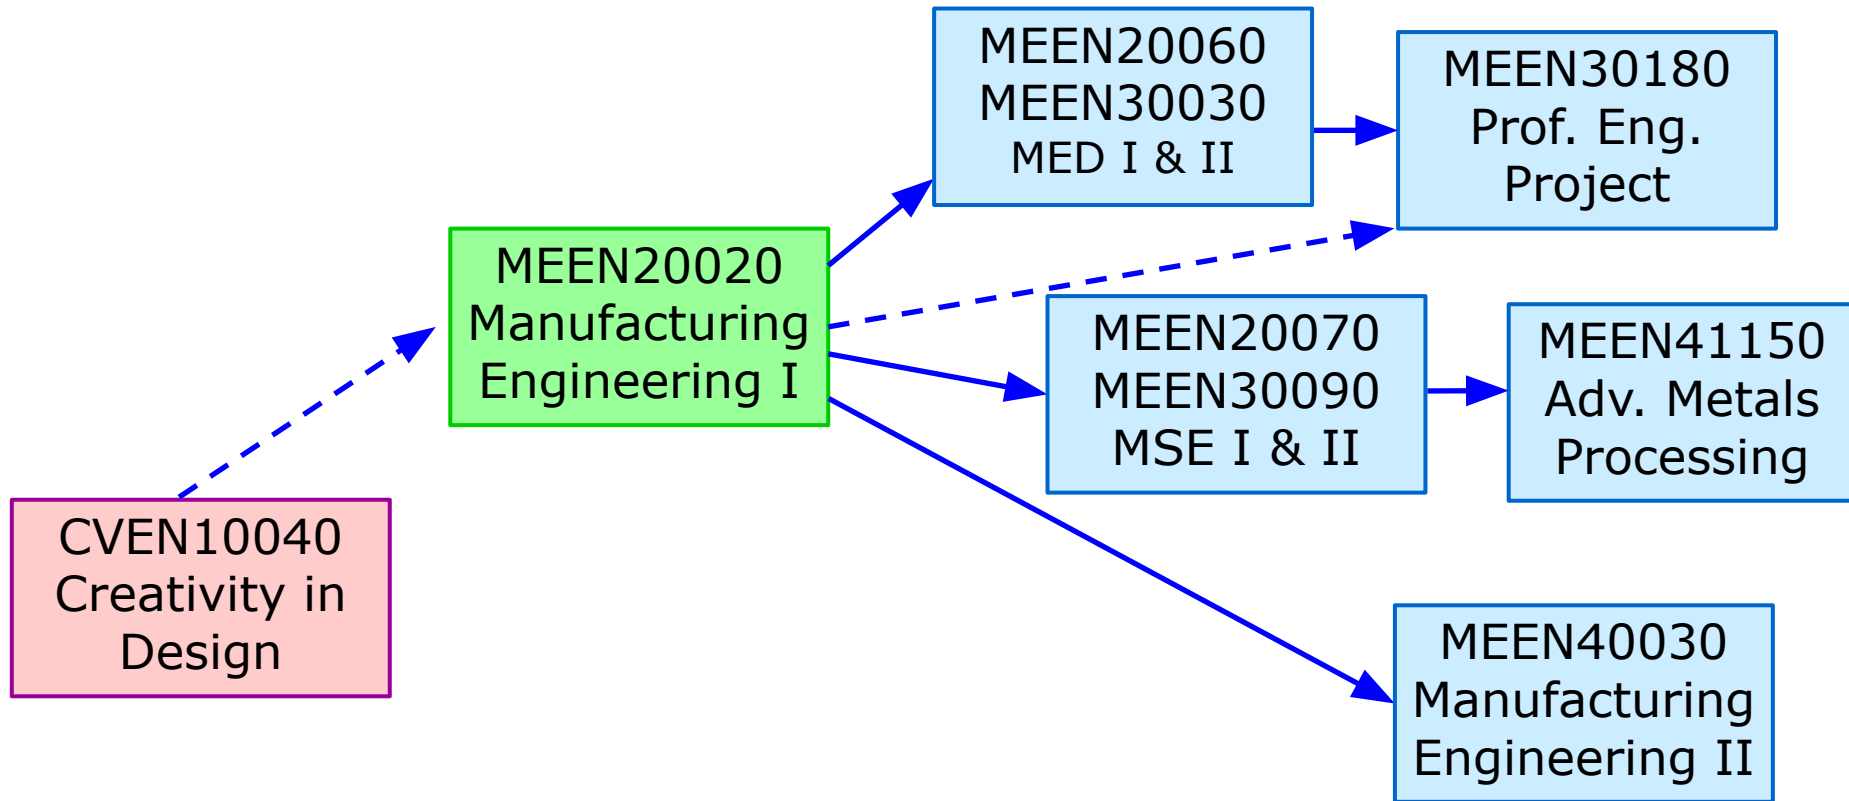 MEEN20060
MEEN30030
MED I & II
MEEN30180
Prof. Eng.
Project
MEEN20020
Manufacturing
Engineering I
MEEN20070
MEEN30090
MSE I & II
MEEN41150
Adv. Metals
Processing
CVEN10040
Creativity in
Design
MEEN40030
Manufacturing
Engineering II